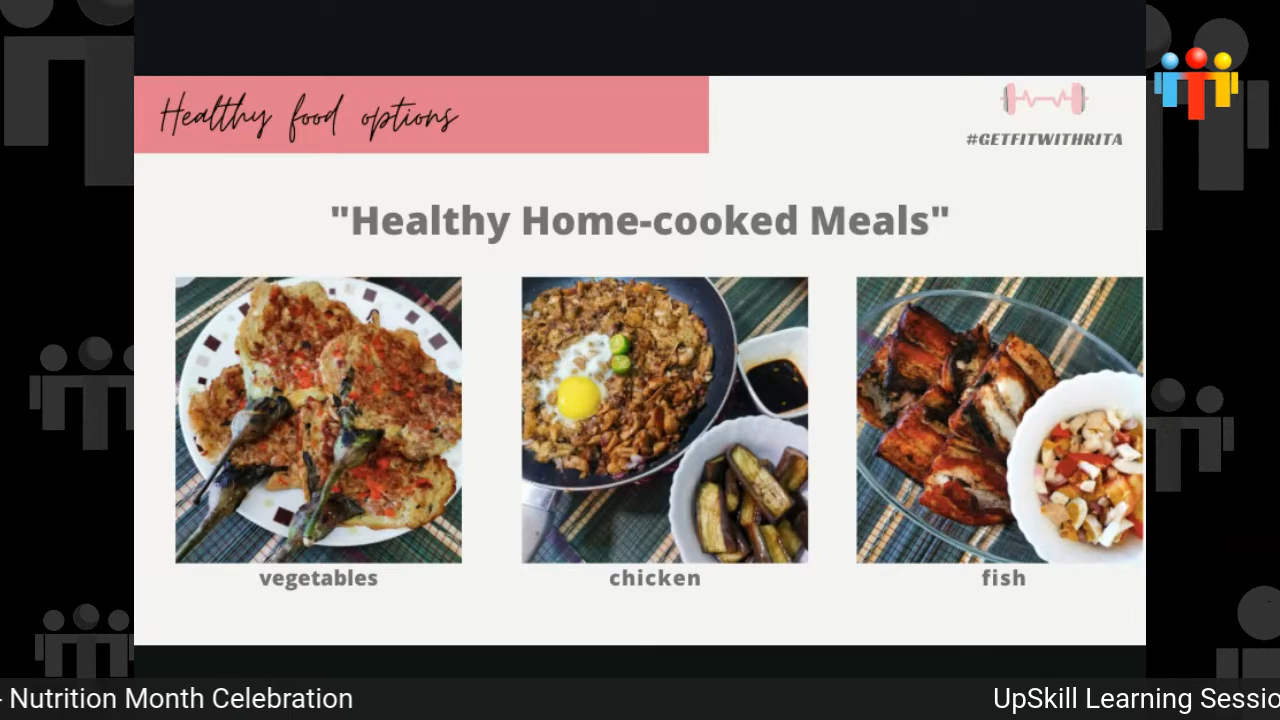 Healthy food options
#GETFITWITHRITA
"Healthy Home-cooked Meals"
vegetables
chicken
fish
Nutrition Month Celebration
UpSkill Learning Sessio